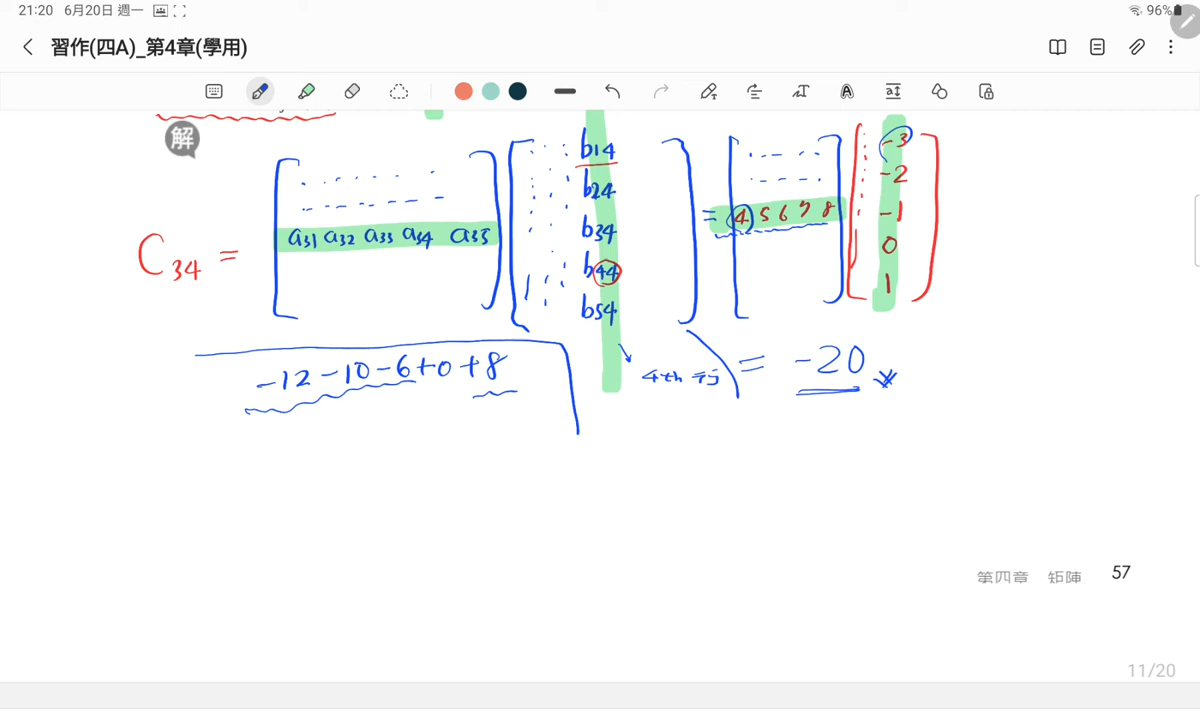 21:20 6月20日 週一 96%
習作(四A)_第4章(學用)
解
C34 = [ a31 a32 a33 a34 a35 ] [ b14 b24 b34 b44 b54 ] = [ 4 5 6 7 8 ] [ -3 -2 -1 0 1 ]
-12 -10 -6 +0 +8 = -20
4th 行
第四章 矩陣 57
11/20